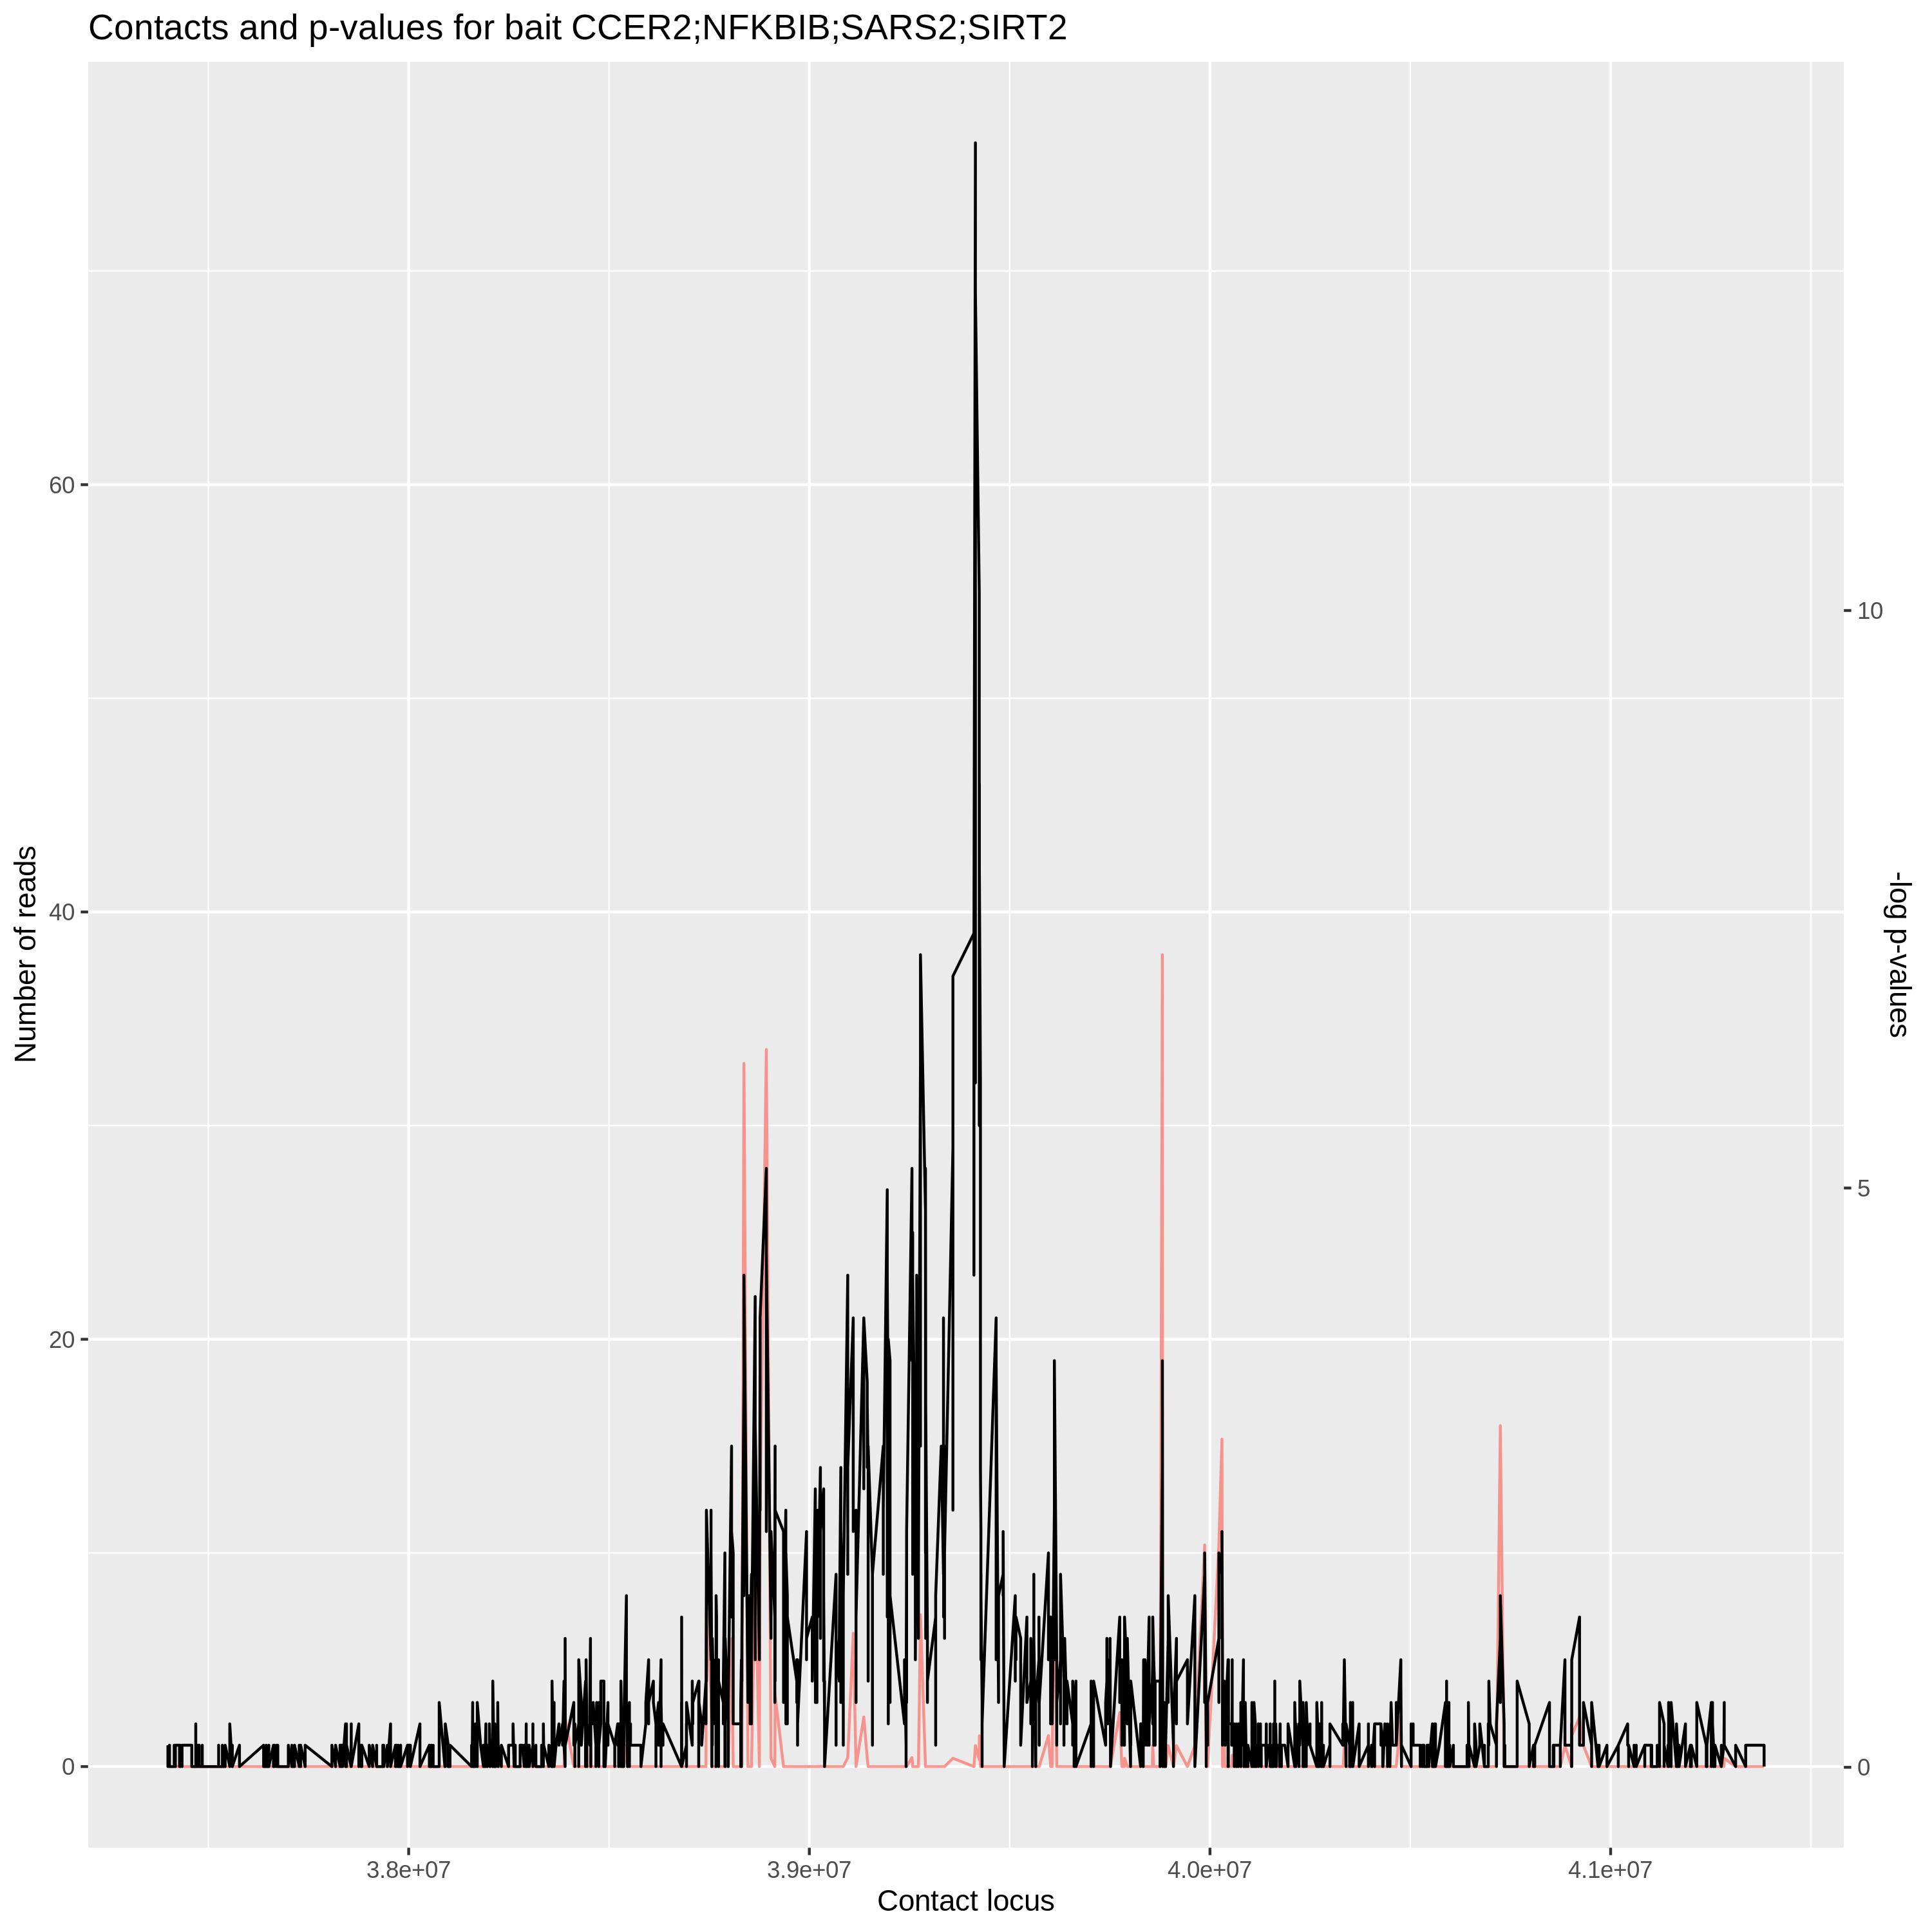 Contacts and p-values for bait CCER2;NFKBIB;SARS2;SIRT2
60
40
20
0
Number of reads
10
5
0
-log p-values
3.8e+07
3.9e+07
4.0e+07
4.1e+07
Contact locus